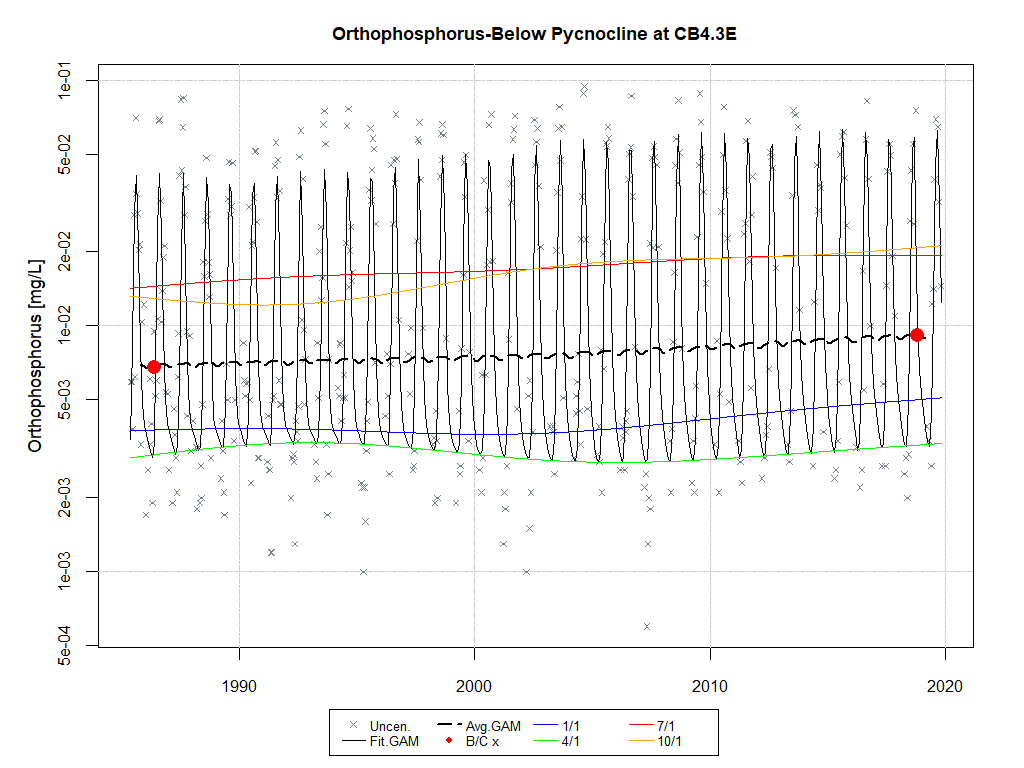 Orthophosphorus-Below Pycnocline at CB4.3E
Orthophosphorus [mg/L]
1e-01
5e-02
2e-02
1e-02
5e-03
2e-03
1e-03
5e-04
1990 2000 2010 2020
Uncen. Avg.GAM 1/1 7/1
Fit.GAM B/C x 4/1 10/1